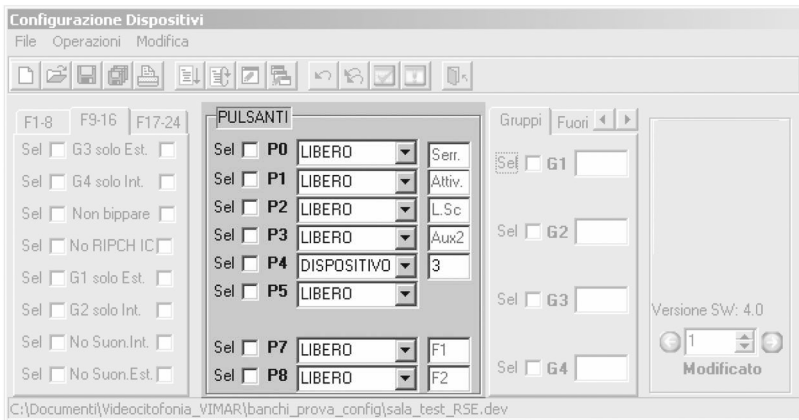 Configurazione Dispositivi
File Operazioni Modifica
F1-8 F9-16 F17-24
Sel G3 solo Est.
Sel G4 solo Int.
Sel Non bippare
Sel No RIPCH IC
Sel G1 solo Est.
Sel G2 solo Int.
Sel No Suon.Int.
Sel No Suon.Est.
PULSANTI
Sel P0 LIBERO Serr.
Sel P1 LIBERO Attiv.
Sel P2 LIBERO L.Sc
Sel P3 LIBERO Aux2
Sel P4 DISPOSITIVO 3
Sel P5 LIBERO
Sel P7 LIBERO F1
Sel P8 LIBERO F2
Gruppi Fuori
Sel G1
Sel G2
Sel G3
Sel G4
Versione SW: 4.0
1
Modificato
C:\Documenti\Videocitofonia_VIMAR\banchi_prova_config\sala_test_RSE.dev